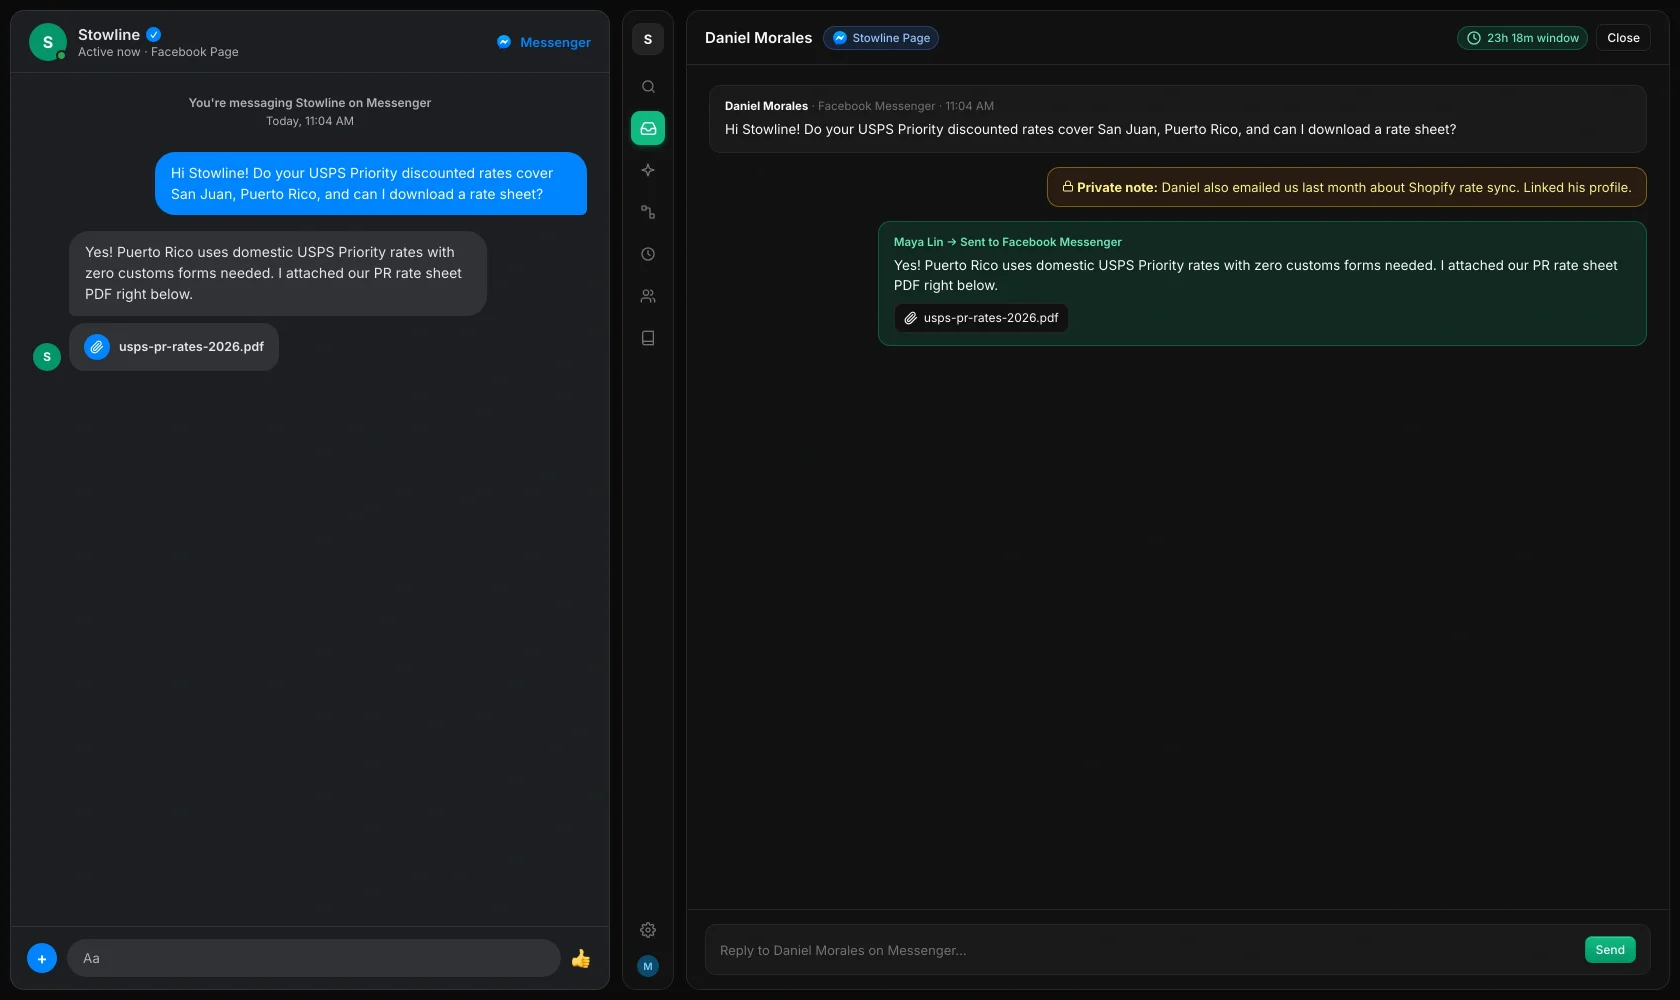 S
Stowline
Active now · Facebook Page
Messenger
You're messaging Stowline on Messenger
Today, 11:04 AM
Hi Stowline! Do your USPS Priority discounted rates cover
San Juan, Puerto Rico, and can I download a rate sheet?
Yes! Puerto Rico uses domestic USPS Priority rates with
zero customs forms needed. I attached our PR rate sheet
PDF right below.
S
usps-pr-rates-2026.pdf
+
Aa
S
M
Daniel Morales
Stowline Page
23h 18m window
Close
Daniel Morales · Facebook Messenger · 11:04 AM
Hi Stowline! Do your USPS Priority discounted rates cover San Juan, Puerto Rico, and can I download a rate sheet?
Private note: Daniel also emailed us last month about Shopify rate sync. Linked his profile.
Maya Lin → Sent to Facebook Messenger
Yes! Puerto Rico uses domestic USPS Priority rates with zero customs forms needed. I attached our PR rate sheet
PDF right below.
usps-pr-rates-2026.pdf
Reply to Daniel Morales on Messenger...
Send